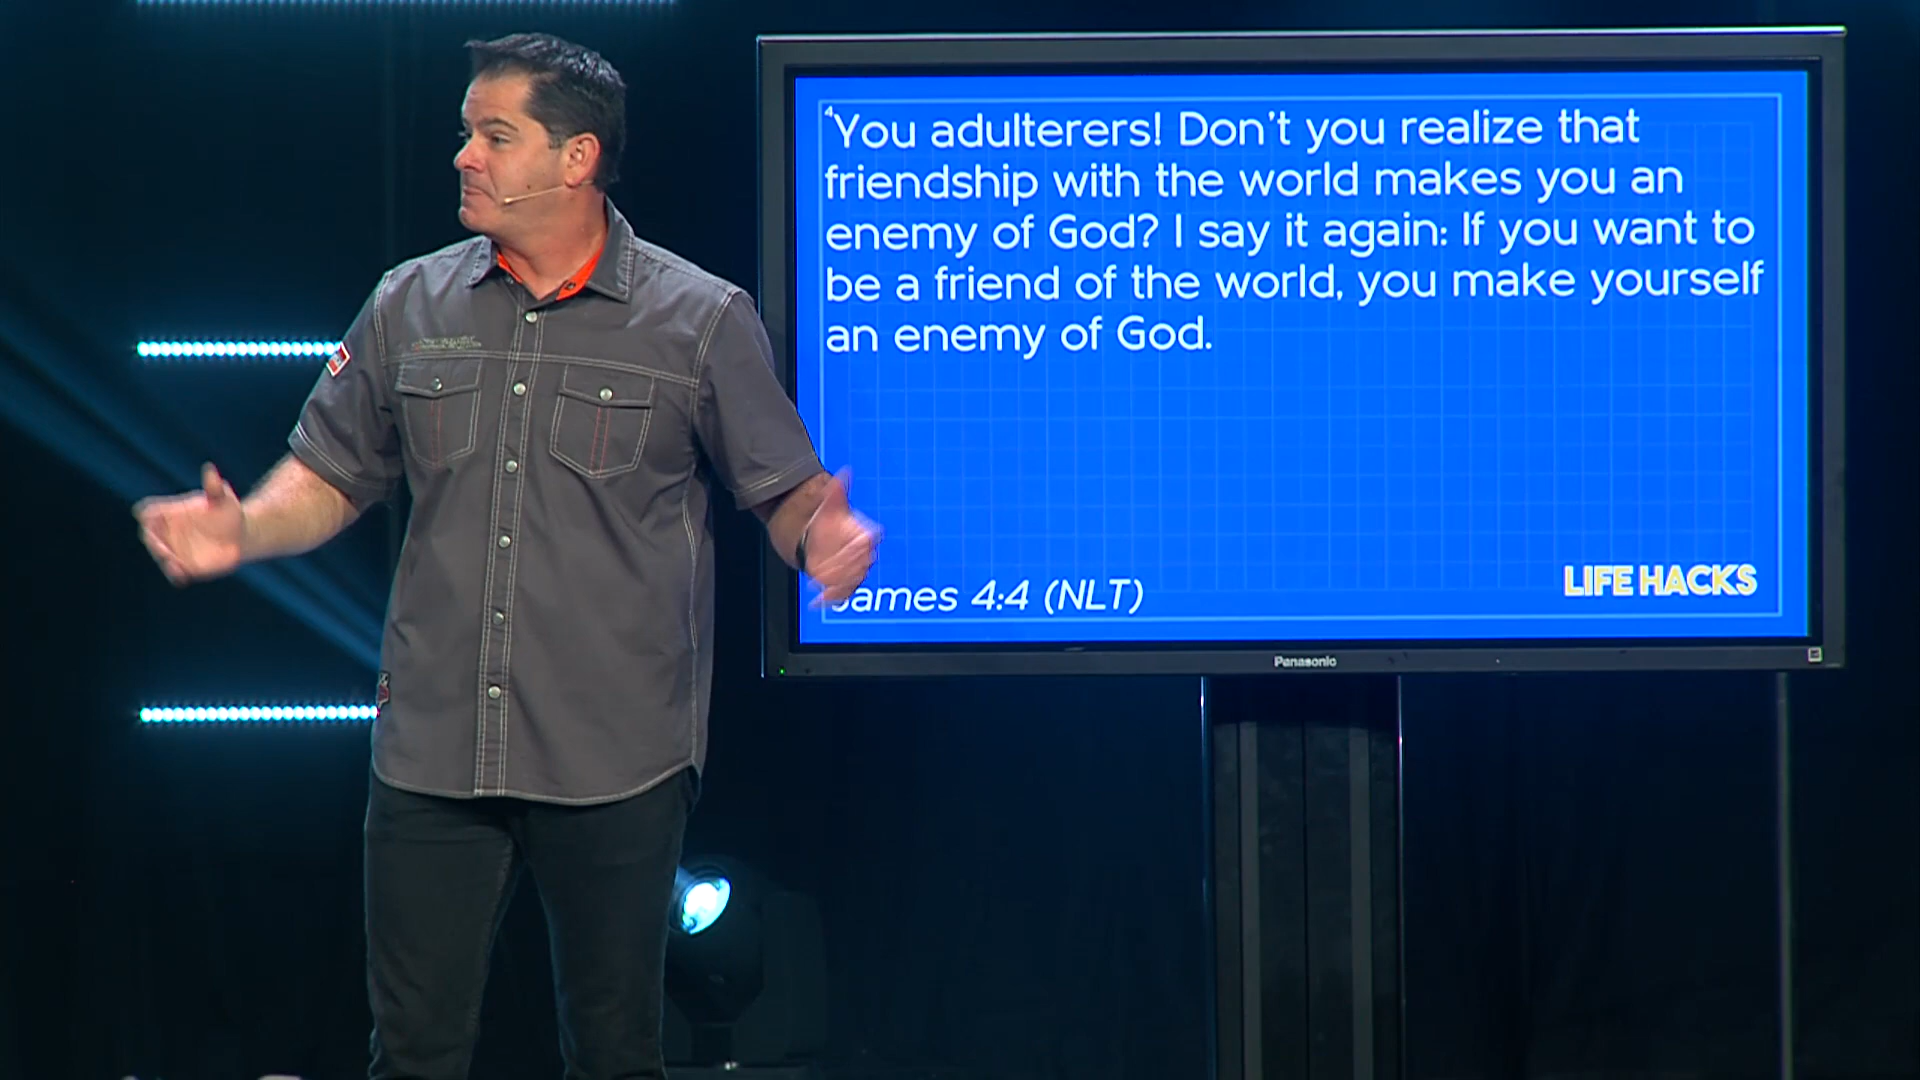 ⁴You adulterers! Don't you realize that
friendship with the world makes you an
enemy of God? I say it again: If you want to
be a friend of the world, you make yourself
an enemy of God.
James 4:4 (NLT)
LIFE HACKS
Panasonic